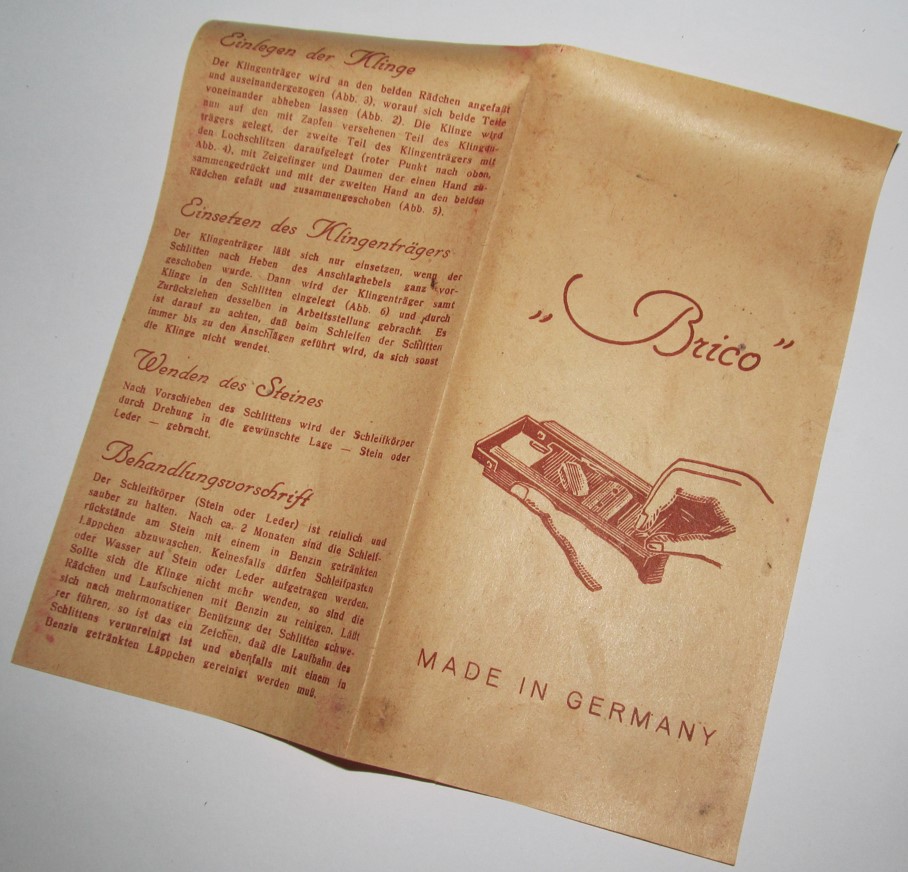 Einlegen der Klinge
Der Klingenträger wird an den beiden Rädchen angefaßt
und auseinandergezogen (Abb. 3), worauf sich beide Teile
voneinander abheben lassen (Abb. 2). Die Klinge wird
nun auf den mit Zapfen versehenen Teil des Klingen-
trägers gelegt, der zweite Teil des Klingenträgers mit
den Lochschlitzen daraufgelegt (roter Punkt nach oben,
Abb. 4), mit Zeigefinger und Daumen der einen Hand zu-
sammengedrückt und mit der zweiten Hand an den beiden
Rädchen gefaßt und zusammengeschoben (Abb. 5).
Einsetzen des Klingenträgers
Der Klingenträger läßt sich nur einsetzen, wenn der
Schlitten nach Heben des Anschlaghebels ganz vor-
geschoben wurde. Dann wird der Klingenträger samt
Klinge in den Schlitten eingelegt (Abb. 6) und durch
Zurückziehen desselben in Arbeitsstellung gebracht. Es
ist darauf zu achten, daß beim Schleifen der Schlitten
immer bis zu den Anschlägen geführt wird, da sich sonst
die Klinge nicht wendet.
Wenden des Steines
Nach Vorschieben des Schlittens wird der Schleifkörper
durch Drehung in die gewünschte Lage — Stein oder
Leder — gebracht.
Behandlungsvorschrift
Der Schleifkörper (Stein oder Leder) ist reinlich und
sauber zu halten. Nach ca. 2 Monaten sind die Schleif-
rückstände am Stein mit einem in Benzin getränkten
Läppchen abzuwaschen. Keinesfalls dürfen Schleifpasten
oder Wasser auf Stein oder Leder aufgetragen werden.
Sollte sich die Klinge nicht mehr wenden, so sind die
Rädchen und Laufschienen mit Benzin zu reinigen. Läßt
sich nach mehrmonatiger Benützung der Schlitten schwe-
rer führen, so ist das ein Zeichen, daß die Laufbahn des
Schlittens verunreinigt ist und ebenfalls mit einem in
Benzin getränkten Läppchen gereinigt werden muß.
„Brico”
MADE IN GERMANY